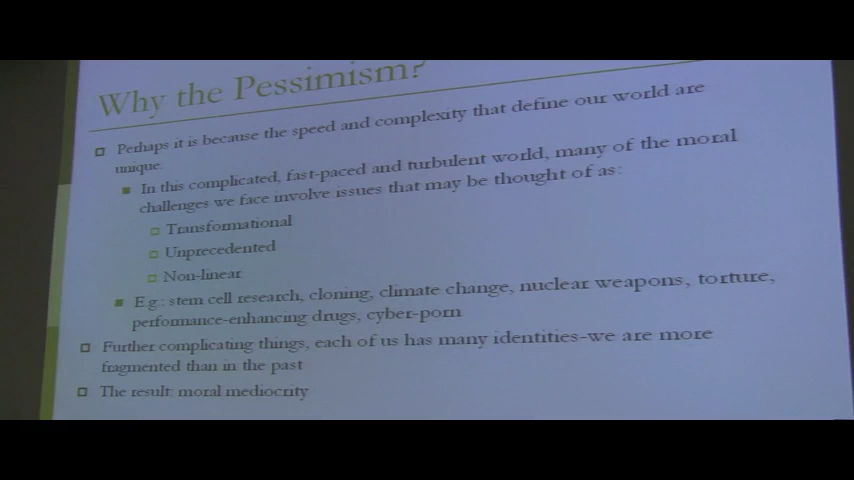 Why the Pessimism?
Perhaps it is because the speed and complexity that define our world are
unique.
In this complicated, fast-paced and turbulent world, many of the moral
challenges we face involve issues that may be thought of as:
Transformational
Unprecedented
Non-linear
E.g.: stem cell research, cloning, climate change, nuclear weapons, torture,
performance-enhancing drugs, cyber-porn
Further complicating things, each of us has many identities-we are more
fragmented than in the past
The result: moral mediocrity